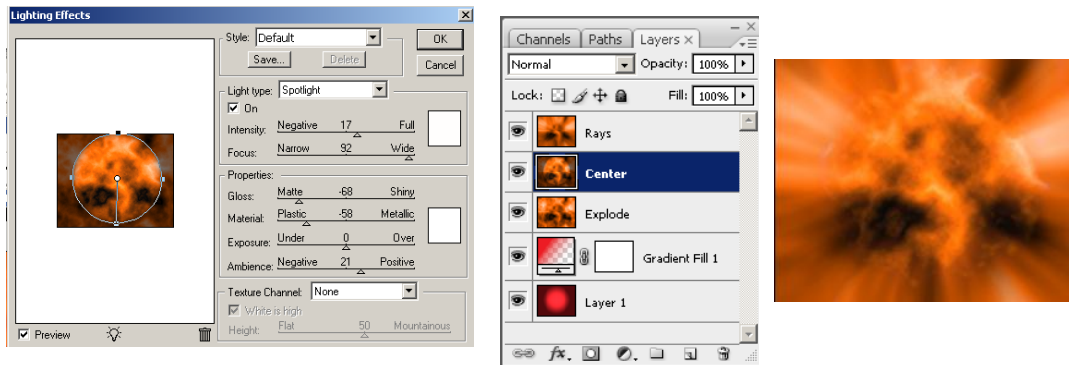 Lighting Effects
Style: Default
OK
Save... Delete
Cancel
Light type: Spotlight
On
Intensity: Negative 17 Full
Focus: Narrow 92 Wide
Properties:
Gloss: Matte -68 Shiny
Material: Plastic -58 Metallic
Exposure: Under 0 Over
Ambience: Negative 21 Positive
Texture Channel: None
White is high
Height: Flat 50 Mountainous
Preview
Channels Paths Layers ×
Normal Opacity: 100%
Lock: Fill: 100%
Rays
Center
Explode
Gradient Fill 1
Layer 1
fx.